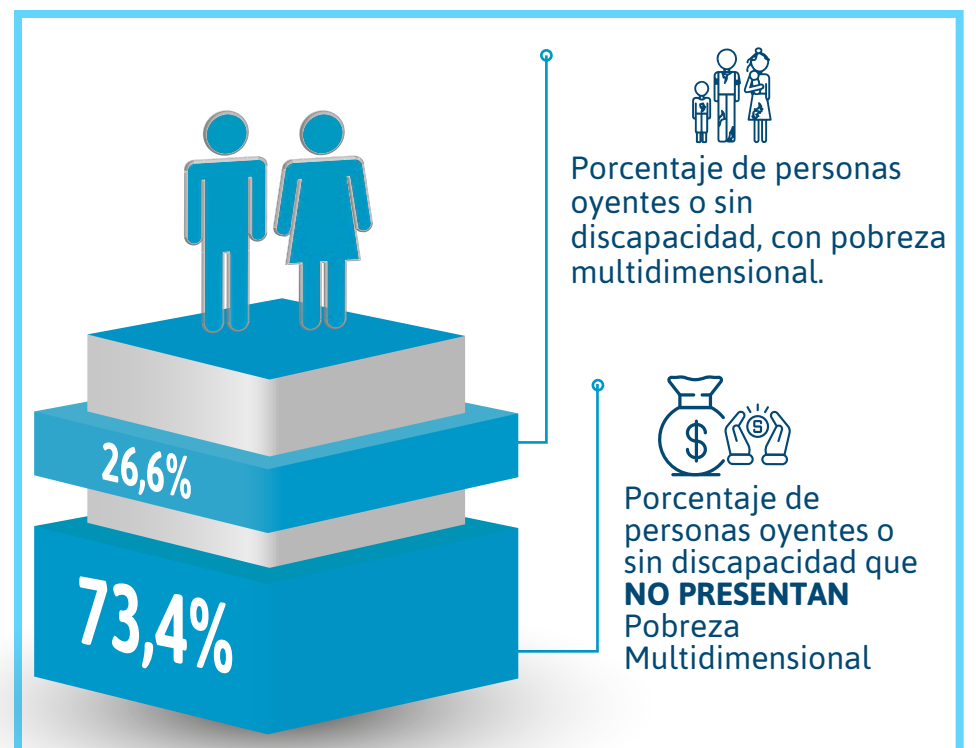 Porcentaje de personas
oyentes o sin
discapacidad, con pobreza
multidimensional.
26,6%
$
$
Porcentaje de
personas oyentes o
sin discapacidad que
NO PRESENTAN
Pobreza
Multidimensional
73,4%